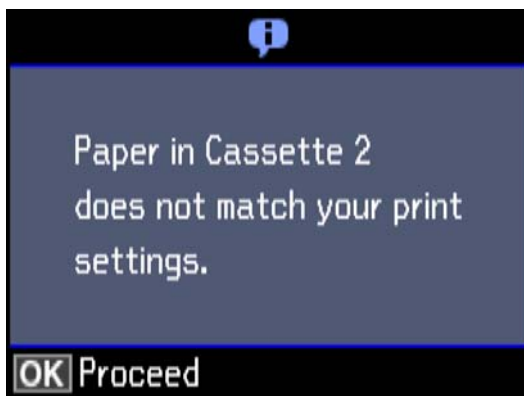 Paper in Cassette 2
does not match your print
settings.
OK Proceed